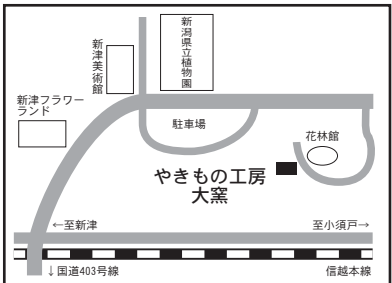 新潟県立植物園
新津美術館
新津フラワー
ランド
駐車場
花林館
やきもの工房
大窯
←至新津
至小須戸→
↓国道403号線
信越本線